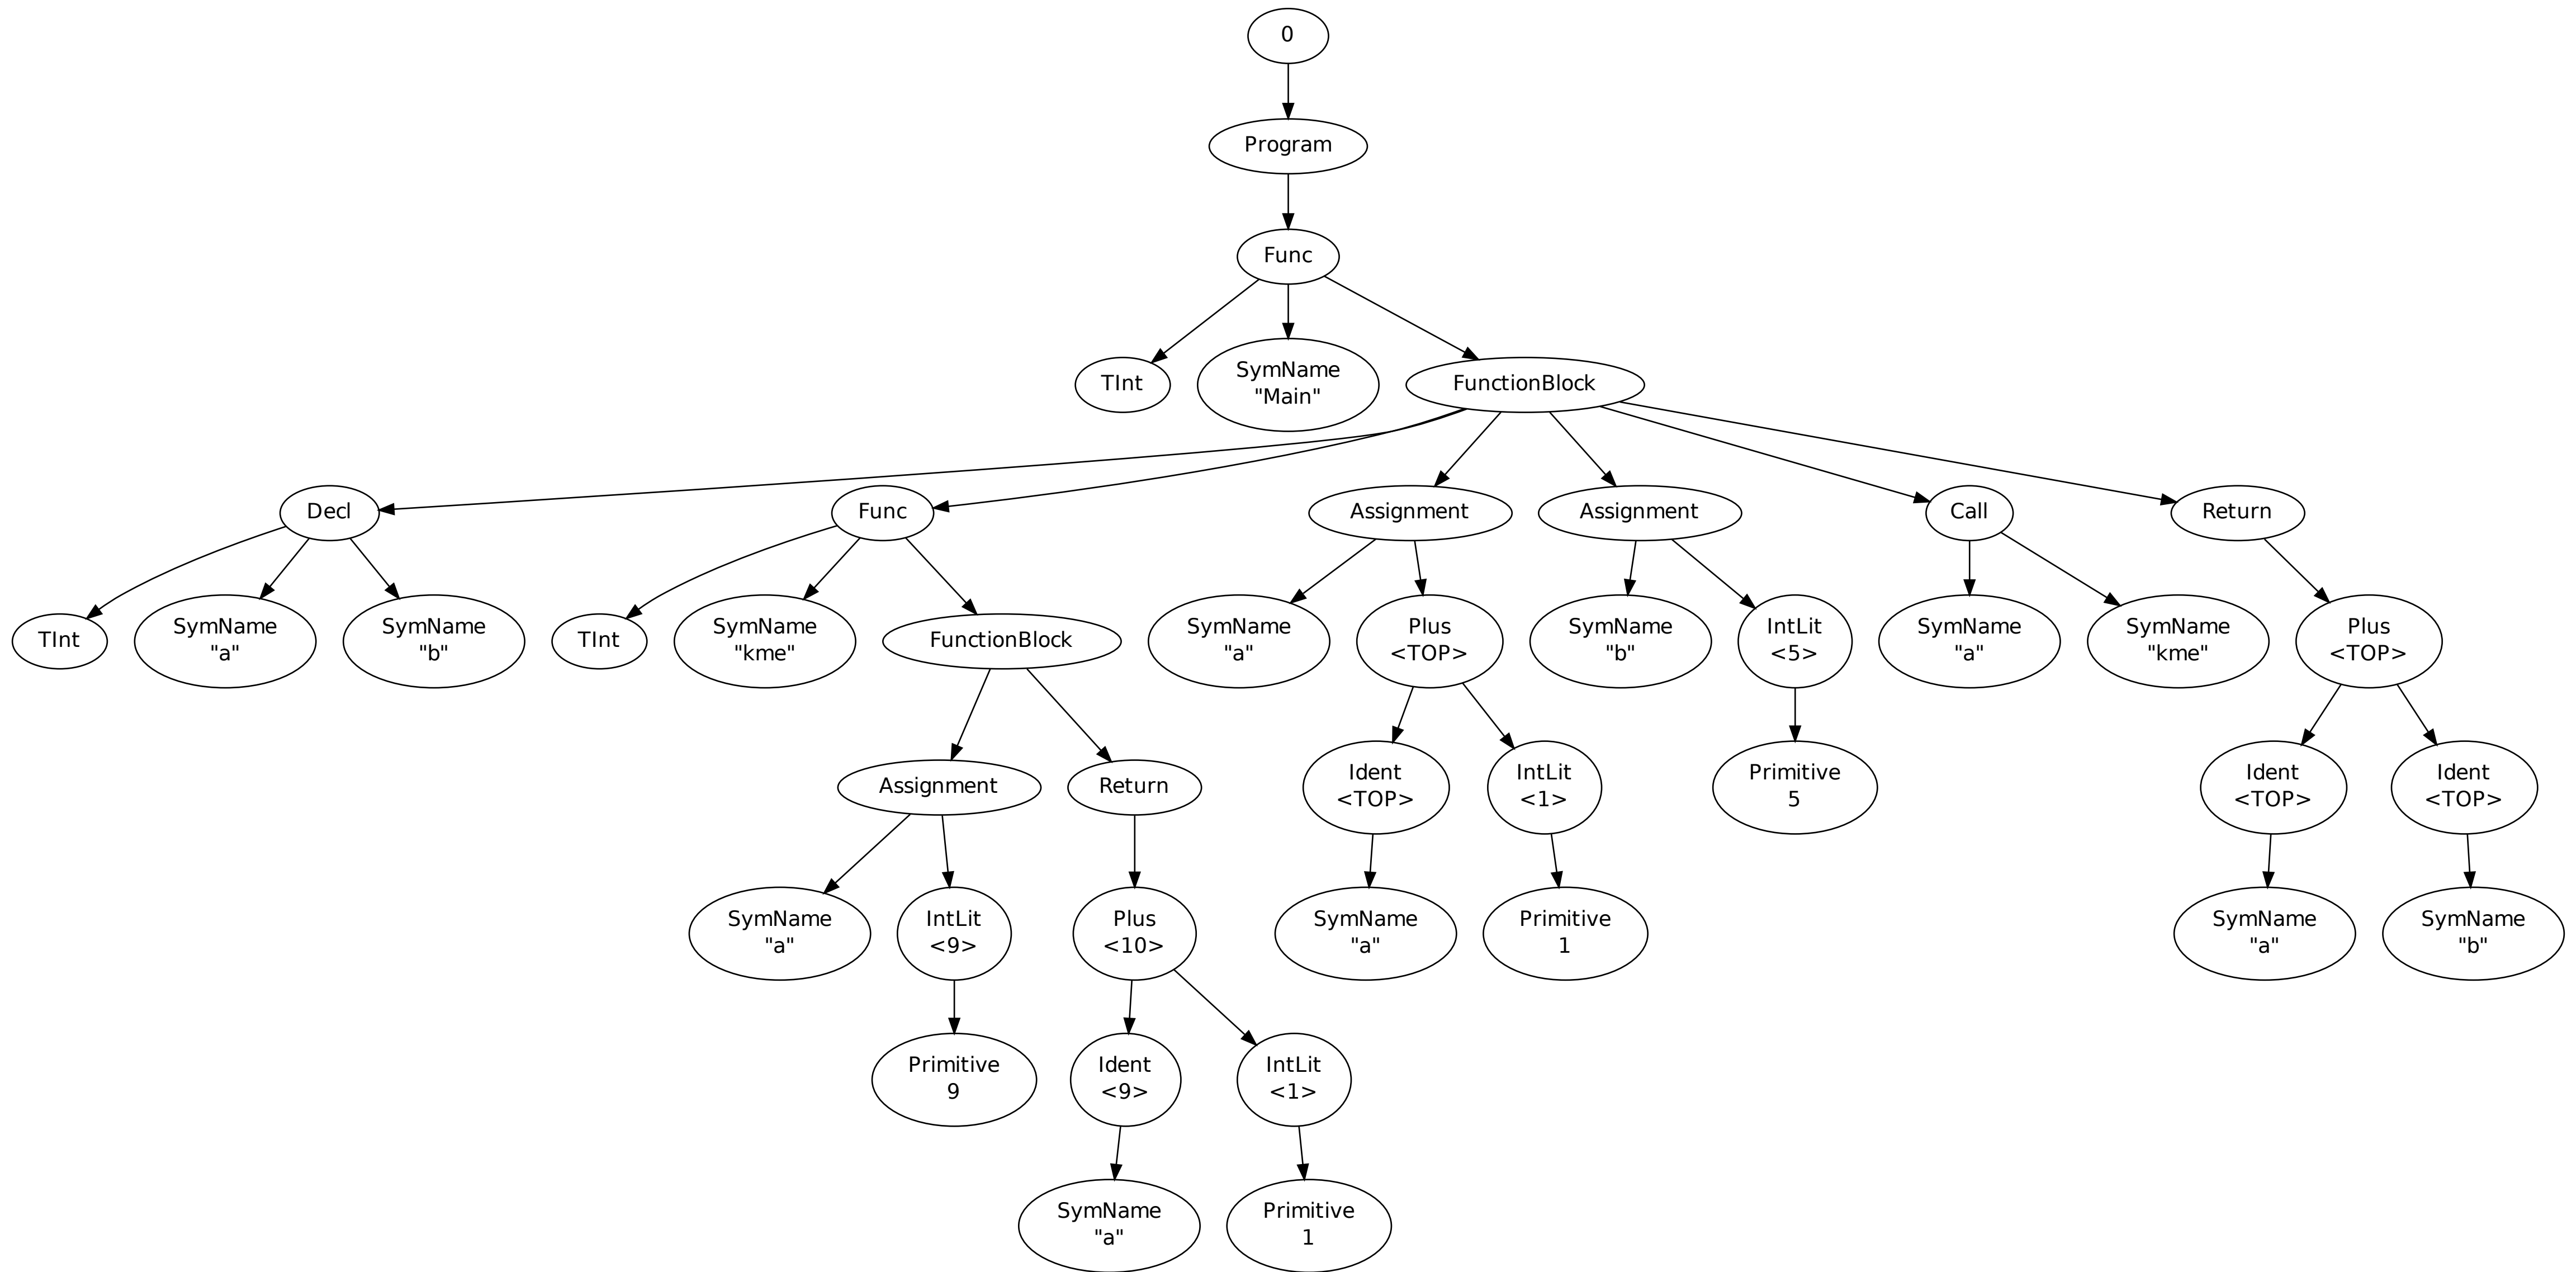 0
Program
Func
TInt
SymName
"Main"
FunctionBlock
Decl
Func
Assignment
Assignment
Call
Return
TInt
SymName
"a"
SymName
"b"
TInt
SymName
"kme"
FunctionBlock
SymName
"a"
Plus
<TOP>
SymName
"b"
IntLit
<5>
SymName
"a"
SymName
"kme"
Plus
<TOP>
Assignment
Return
Ident
<TOP>
IntLit
<1>
Primitive
5
Ident
<TOP>
Ident
<TOP>
SymName
"a"
IntLit
<9>
Plus
<10>
SymName
"a"
Primitive
1
SymName
"a"
SymName
"b"
Primitive
9
Ident
<9>
IntLit
<1>
SymName
"a"
Primitive
1